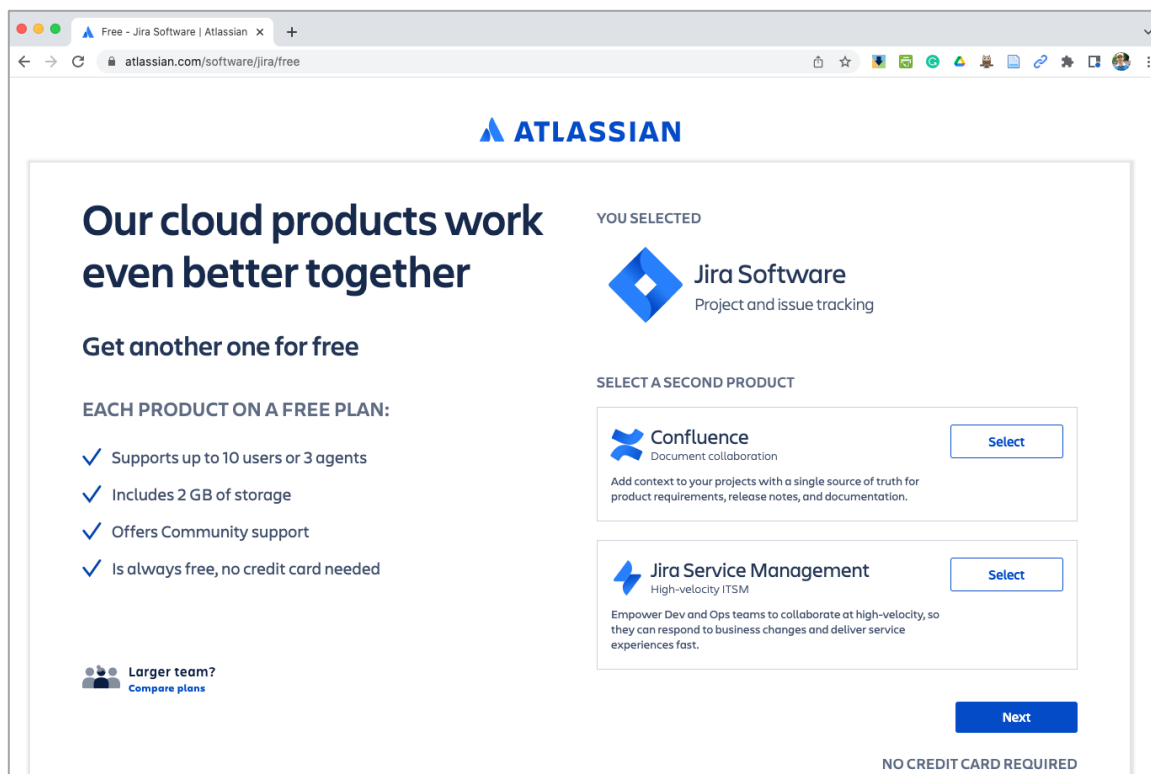 Free - Jira Software | Atlassian
atlassian.com/software/jira/free
ATLASSIAN
Our cloud products work
even better together
Get another one for free
EACH PRODUCT ON A FREE PLAN:
Supports up to 10 users or 3 agents
Includes 2 GB of storage
Offers Community support
Is always free, no credit card needed
Larger team?
Compare plans
YOU SELECTED
Jira Software
Project and issue tracking
SELECT A SECOND PRODUCT
Confluence
Document collaboration
Select
Add context to your projects with a single source of truth for
product requirements, release notes, and documentation.
Jira Service Management
High-velocity ITSM
Select
Empower Dev and Ops teams to collaborate at high-velocity, so
they can respond to business changes and deliver service
experiences fast.
Next
NO CREDIT CARD REQUIRED